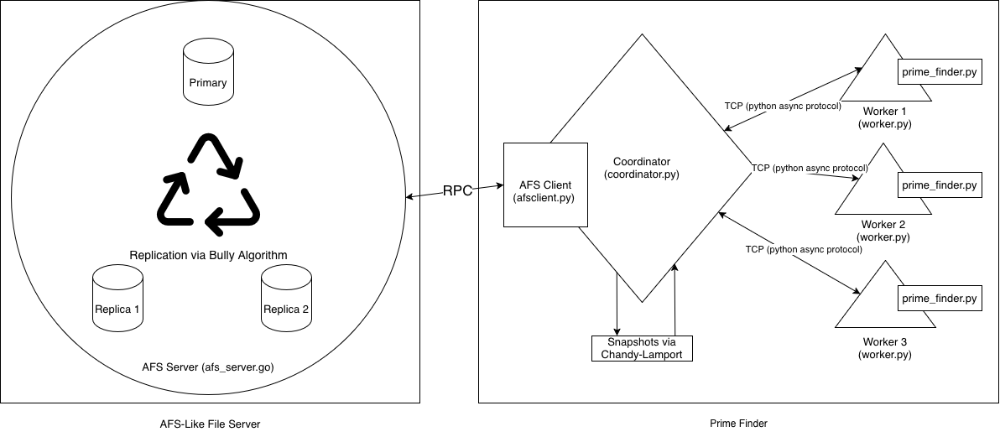 Primary
Replication via Bully Algorithm
Replica 1
Replica 2
AFS Server (afs_server.go)
AFS-Like File Server
RPC
AFS Client
(afsclient.py)
Coordinator
(coordinator.py)
Snapshots via
Chandy-Lamport
TCP (python async protocol)
prime_finder.py
Worker 1
(worker.py)
TCP (python async protocol)
prime_finder.py
Worker 2
(worker.py)
TCP (python async protocol)
prime_finder.py
Worker 3
(worker.py)
Prime Finder